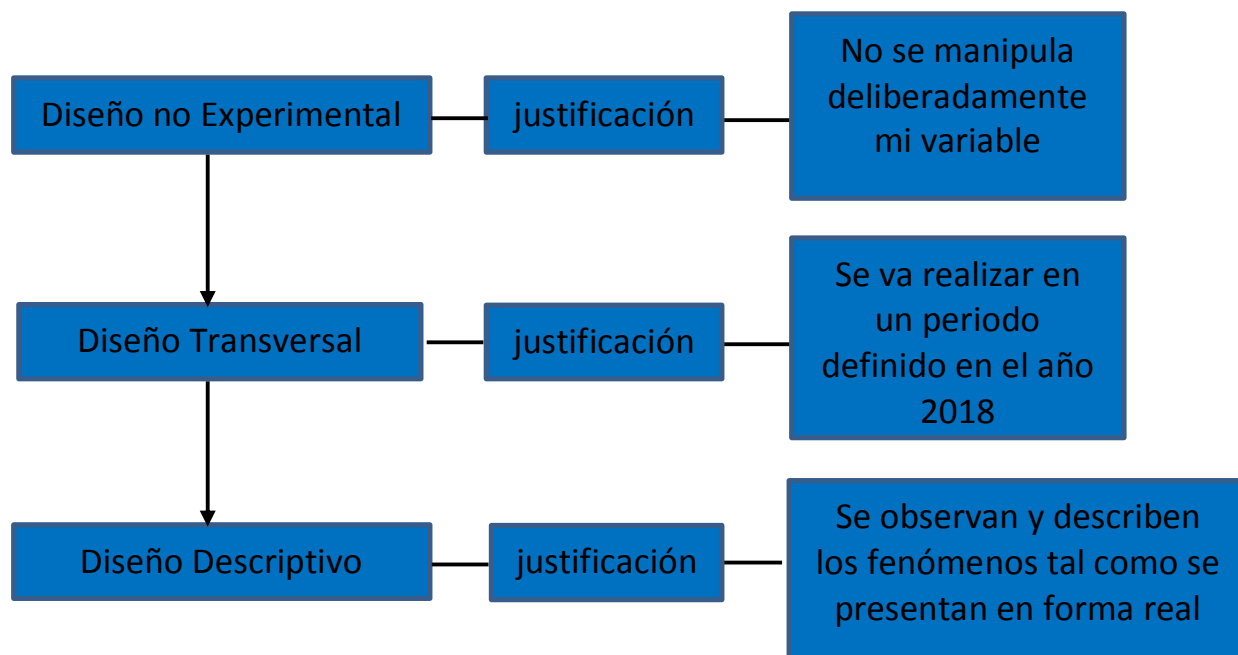 Diseño no Experimental
justificación
No se manipula
deliberadamente
mi variable
Diseño Transversal
justificación
Se va realizar en
un periodo
definido en el año
2018
Diseño Descriptivo
justificación
Se observan y describen
los fenómenos tal como se
presentan en forma real